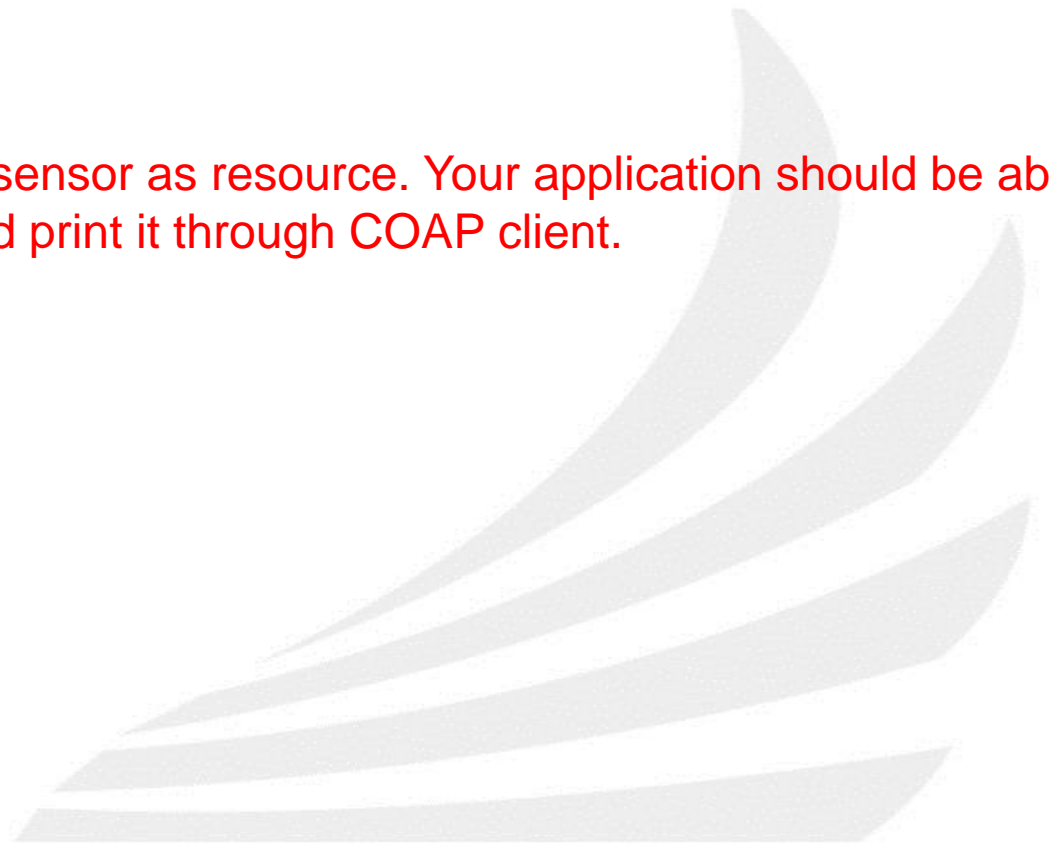 sensor as resource. Your application should be ab
d print it through COAP client.